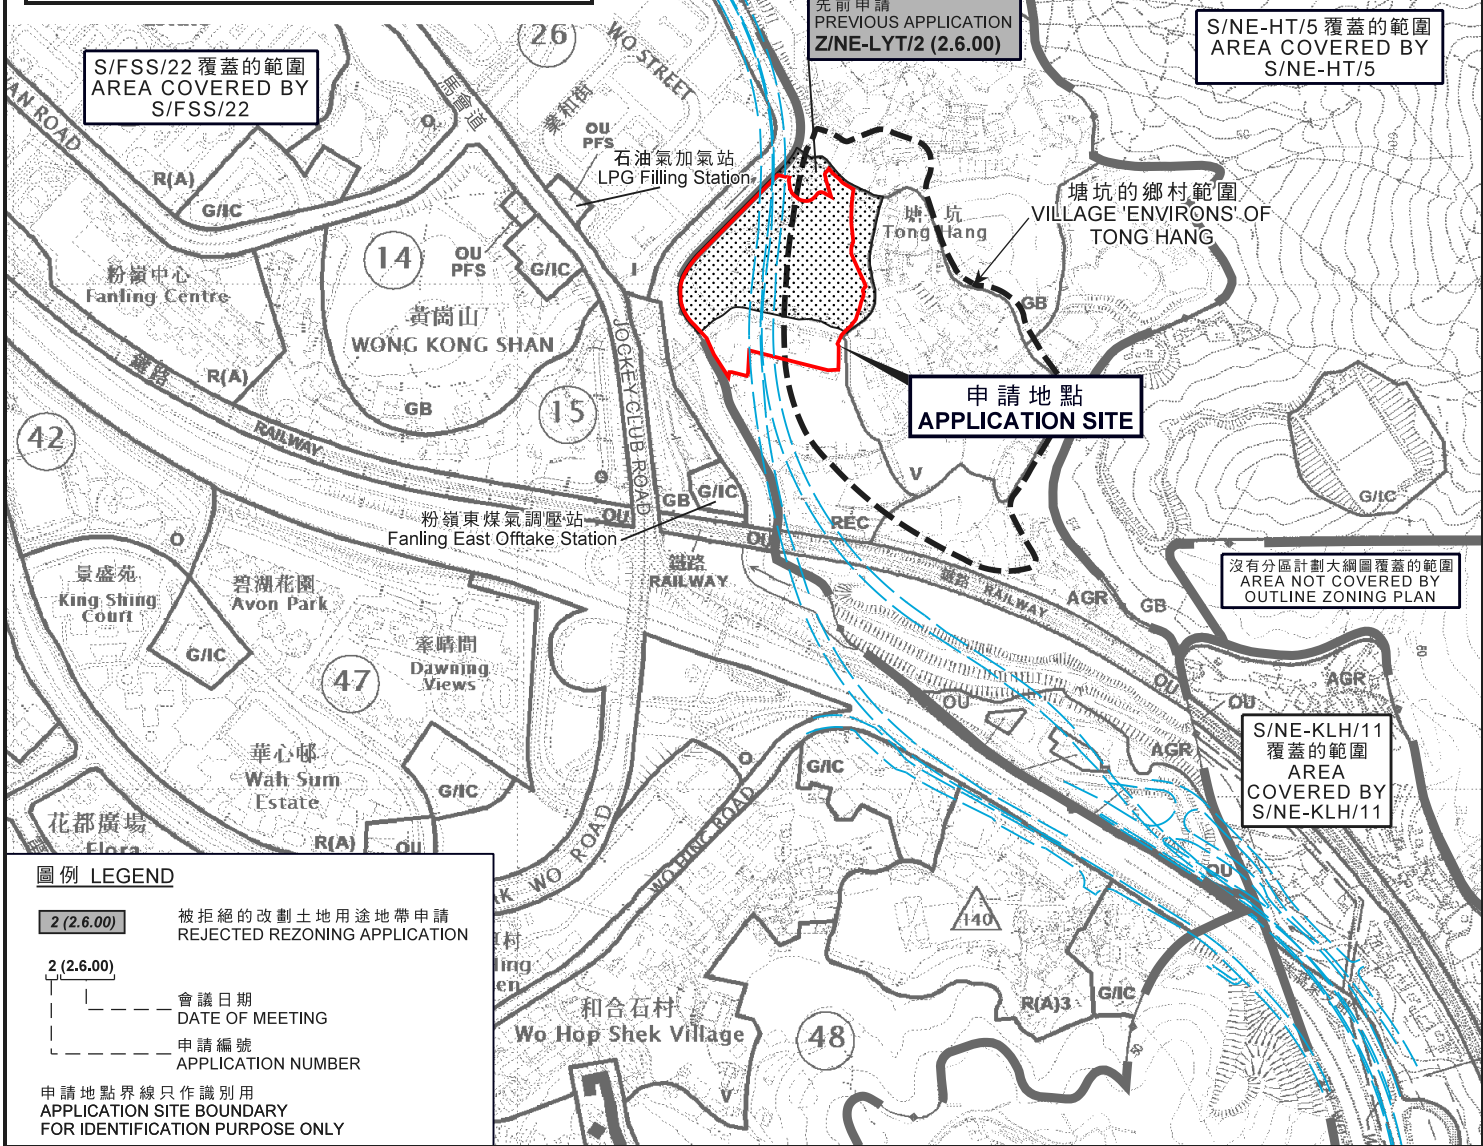 S/FSS/22 覆蓋的範圍
AREA COVERED BY
S/FSS/22
26
WO STREET
業和街
馬會道
先前申請
PREVIOUS APPLICATION
Z/NE-LYT/2 (2.6.00)
S/NE-HT/5 覆蓋的範圍
AREA COVERED BY
S/NE-HT/5
AN ROAD
O
OU
PFS
石油氣加氣站
LPG Filling Station
R(A)
G/IC
14
OU
PFS
G/IC
I
粉嶺中心
Fanling Centre
黃崗山
WONG KONG SHAN
塘坑
Tong Hang
塘坑的鄉村範圍
VILLAGE 'ENVIRONS' OF
TONG HANG
GB
50
鐵路
R(A)
GB
15
JOCKEY CLUB ROAD
申請地點
APPLICATION SITE
42
RAILWAY
O
GB
G/IC
V
G/IC
OU
粉嶺東煤氣調壓站
Fanling East Offtake Station
REC
OU
鐵路
RAILWAY
鐵路
RAILWAY
AGR
GB
沒有分區計劃大綱圖覆蓋的範圍
AREA NOT COVERED BY
OUTLINE ZONING PLAN
O
景盛苑
King Shing
Court
碧湖花園
Avon Park
G/IC
牽晴間
Dawning
Views
47
OU
OU
OU
AGR
80
AGR
S/NE-KLH/11
覆蓋的範圍
AREA
COVERED BY
S/NE-KLH/11
華心邨
Wah Sum
Estate
G/IC
O
G/IC
花都廣場
Flora
R(A)
OU
WO ROAD
WO HING ROAD
OU
140
R(A)3
G/IC
和合石村
Wo Hop Shek Village
48
50
V
圖例 LEGEND
2 (2.6.00)
被拒絕的改劃土地用途地帶申請
REJECTED REZONING APPLICATION
2 (2.6.00)
會議日期
DATE OF MEETING
申請編號
APPLICATION NUMBER
申請地點界線只作識別用
APPLICATION SITE BOUNDARY
FOR IDENTIFICATION PURPOSE ONLY